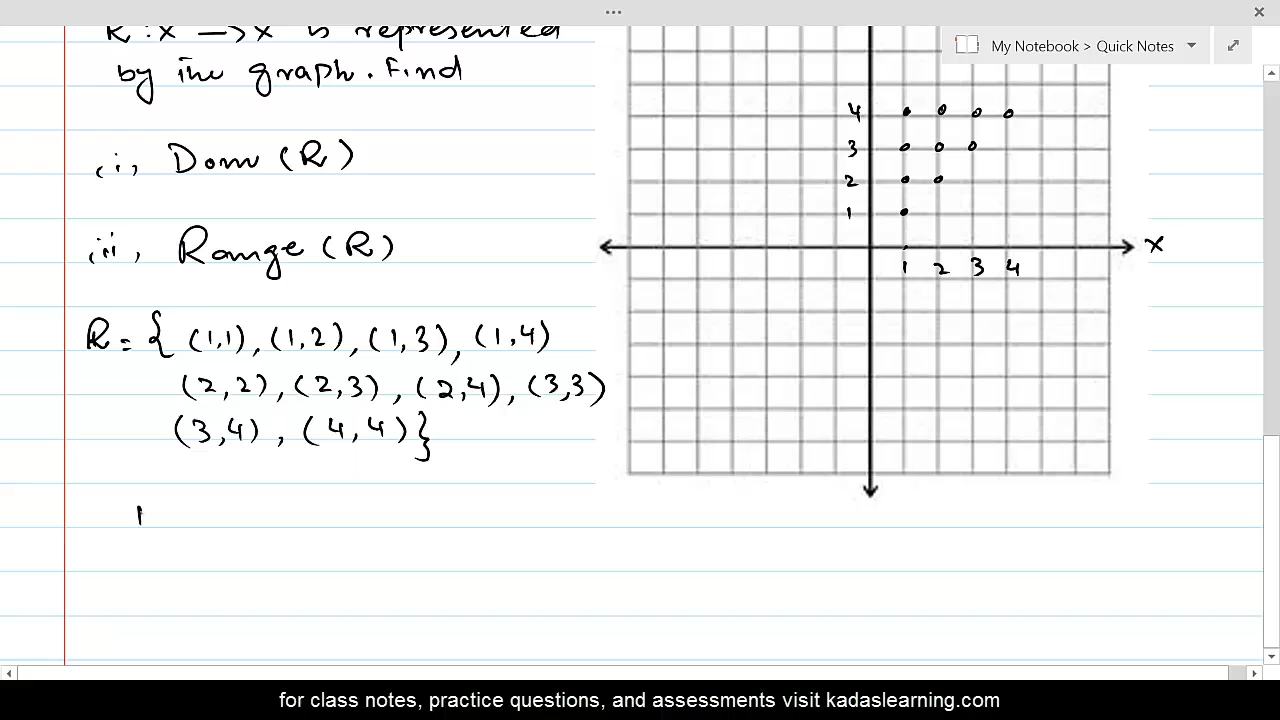 My Notebook > Quick Notes
R : X → X is represented
by the graph. Find
(i) Dom (R)
(ii) Range (R)
R = { (1,1), (1,2), (1,3), (1,4)
(2,2), (2,3), (2,4), (3,3)
(3,4), (4,4)}
4
3
2
1
x
1 2 3 4
for class notes, practice questions, and assessments visit kadaslearning.com